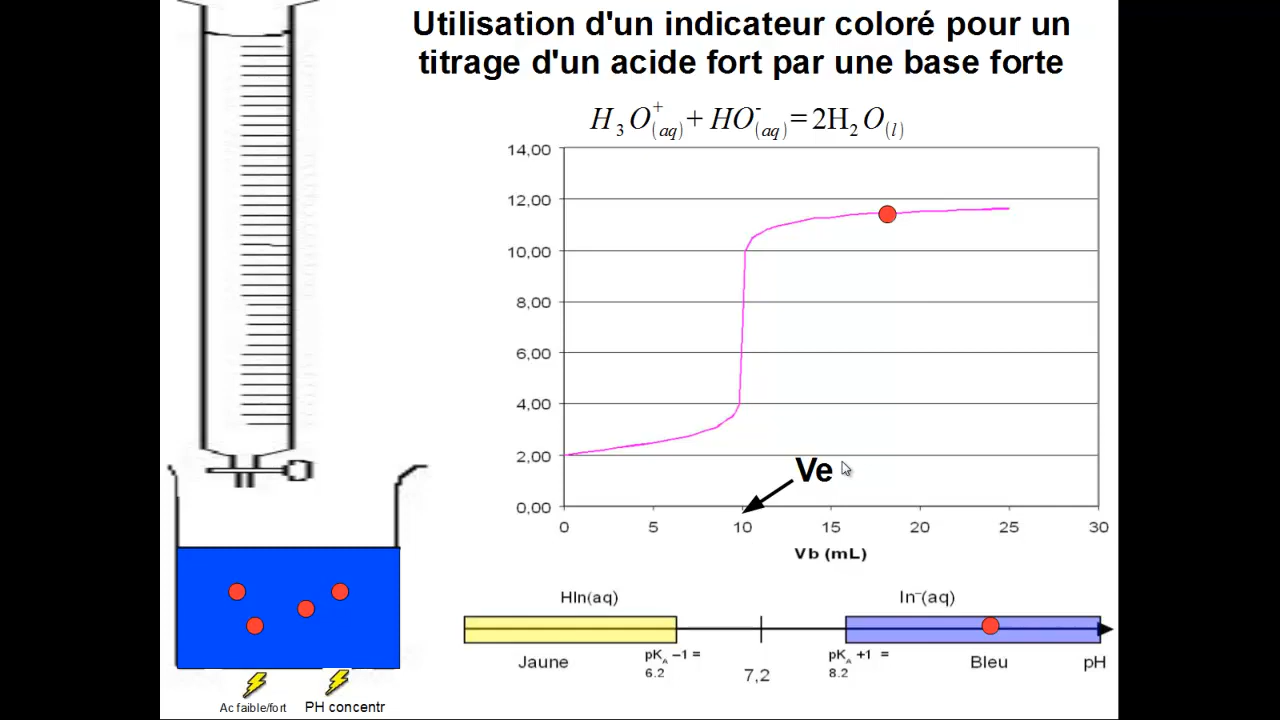 Utilisation d'un indicateur coloré pour un
titrage d'un acide fort par une base forte
H₃O⁺(aq) + HO⁻(aq) = 2H₂O(l)
14,00
12,00
10,00
8,00
6,00
4,00
2,00
0,00
Ve
0 5 10 15 20 25 30
Vb (mL)
HIn(aq) In⁻(aq)
Jaune
pKA –1 =
6.2
7,2
pKA +1 =
8.2
Bleu
pH
Ac faible/fort PH concentr